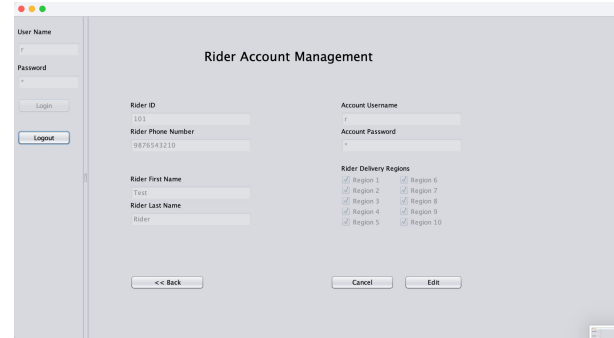 User Name
r
Password
*
Login
Logout
Rider Account Management
Rider ID
101
Rider Phone Number
9876543210
Rider First Name
Test
Rider Last Name
Rider
<< Back
Account Username
r
Account Password
*
Rider Delivery Regions
Region 1 Region 6
Region 2 Region 7
Region 3 Region 8
Region 4 Region 9
Region 5 Region 10
Cancel Edit